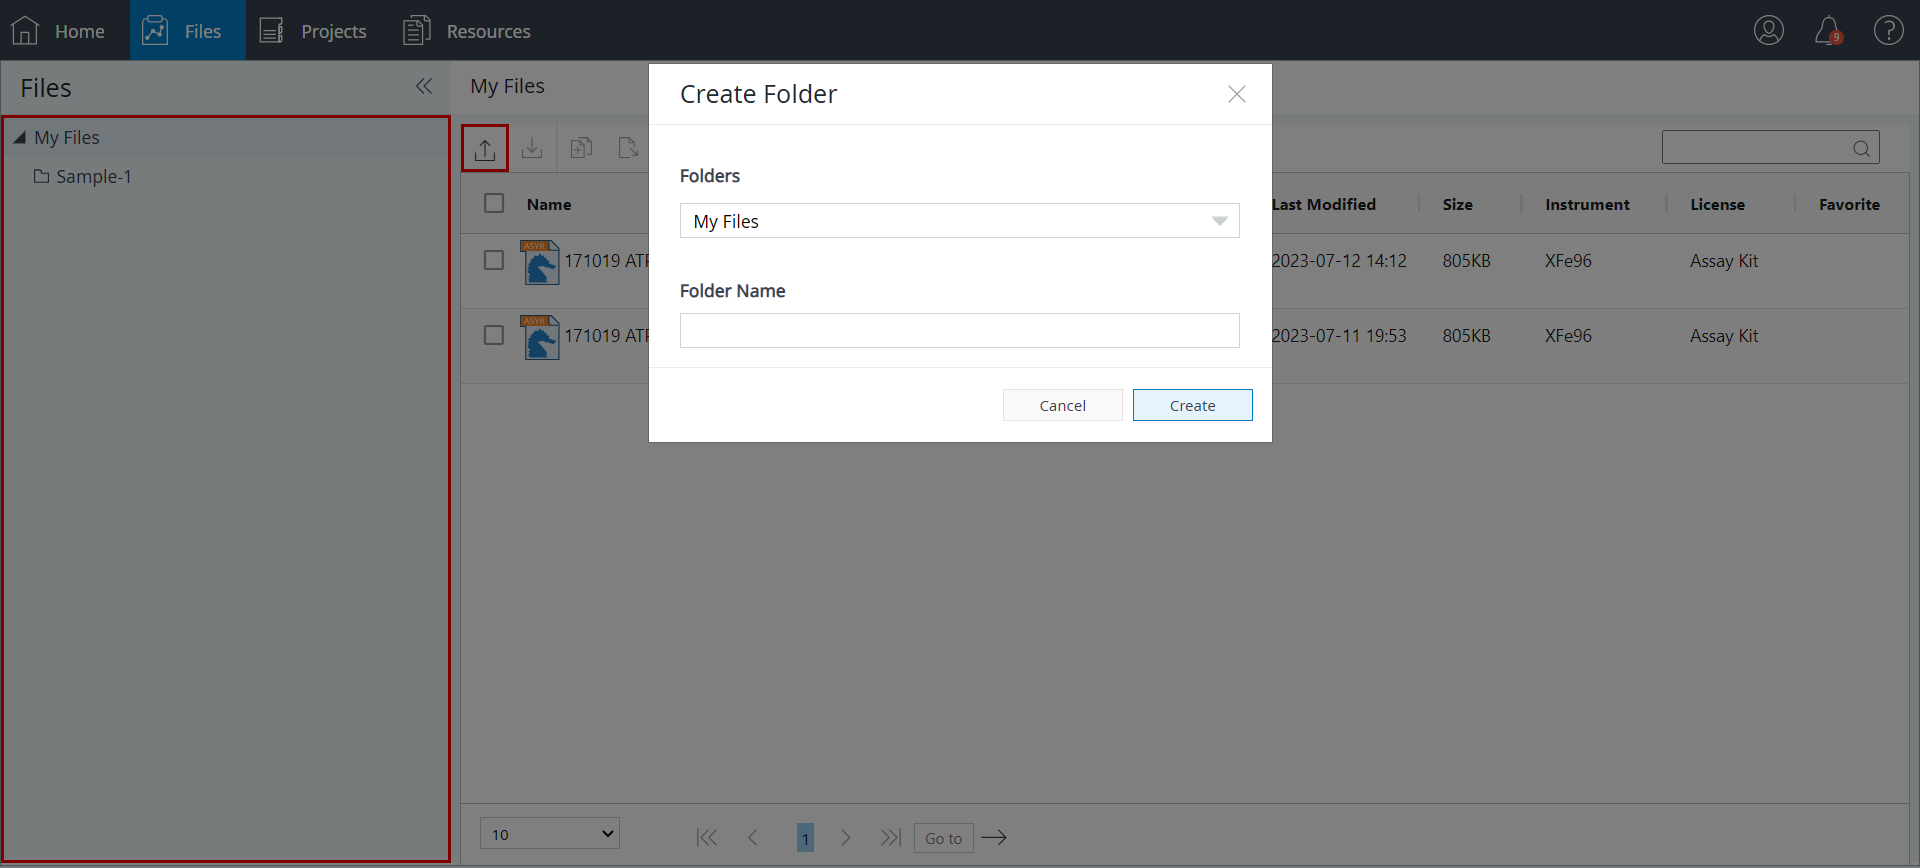 Home Files Projects Resources
9
Files
My Files
My Files
Sample-1
Name Last Modified Size Instrument License Favorite
ASYR
171019 ATP 2023-07-12 14:12 805KB XFe96 Assay Kit
ASYR
171019 ATP 2023-07-11 19:53 805KB XFe96 Assay Kit
Create Folder
Folders
My Files
Folder Name
Cancel Create
10 1 Go to